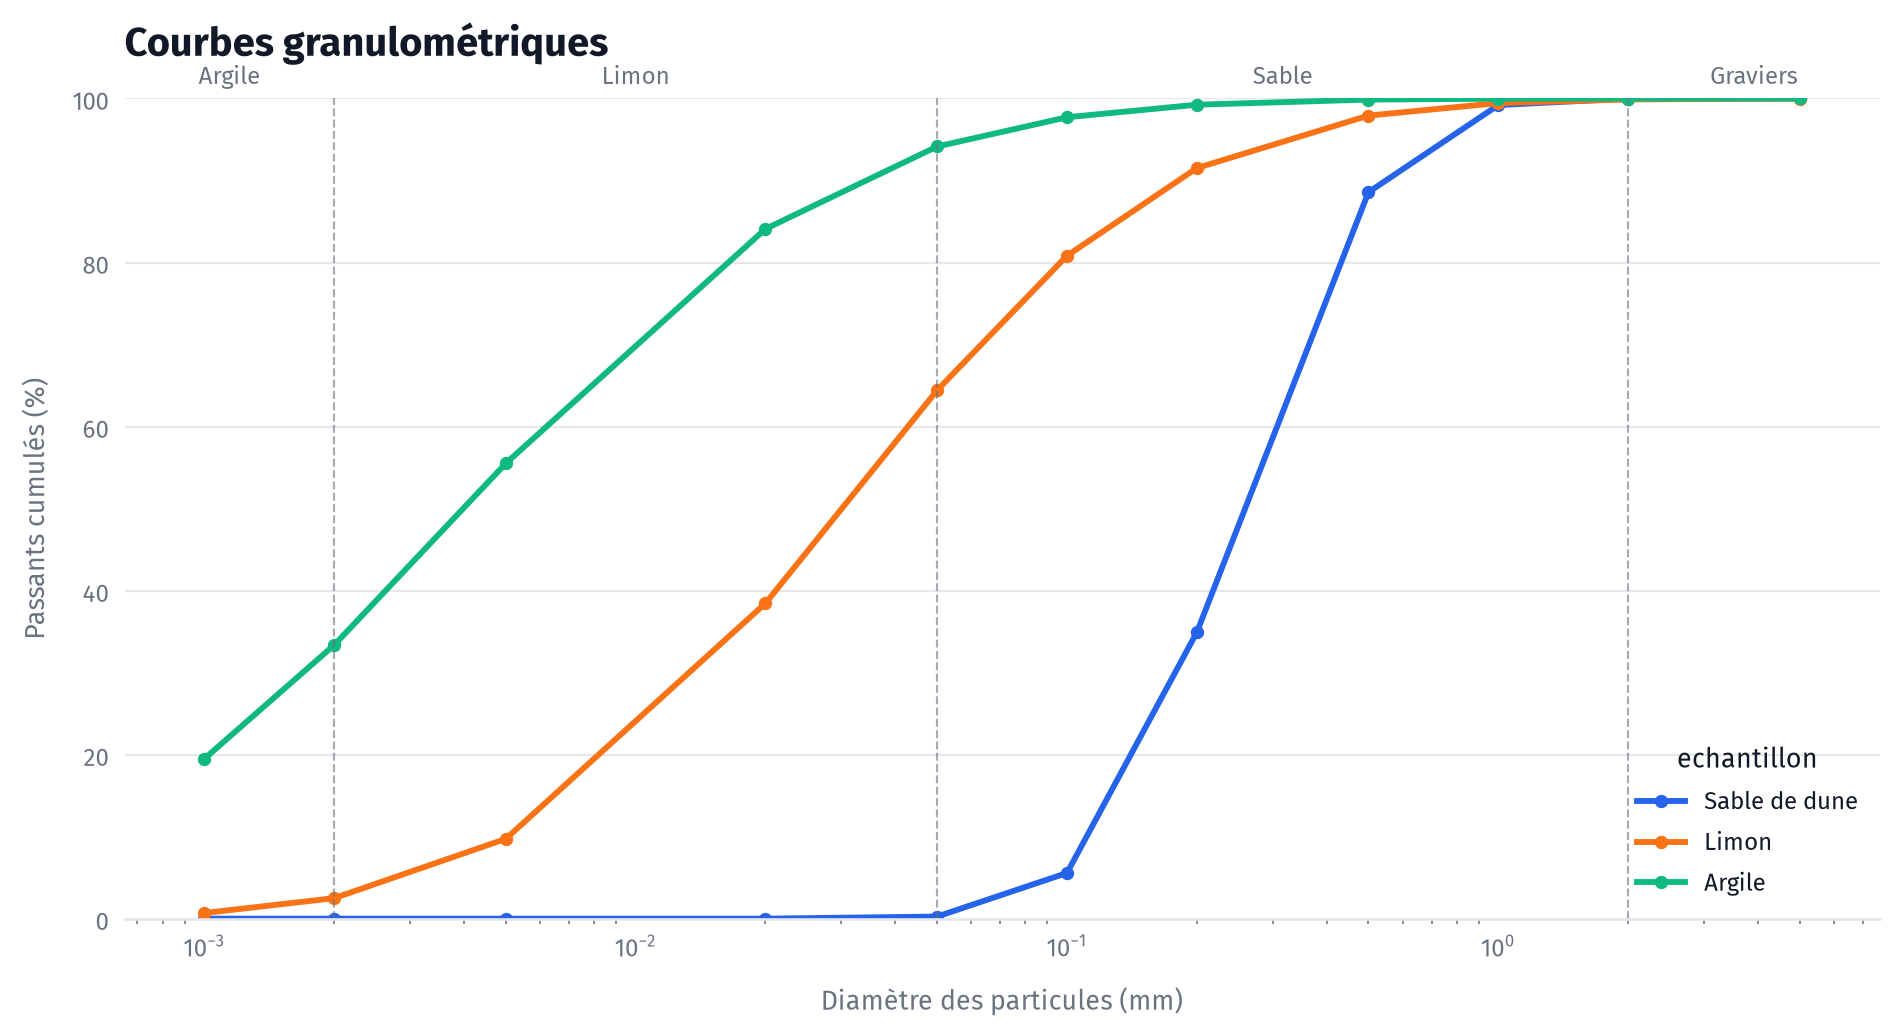 Courbes granulométriques
Argile Limon Sable Graviers
100
80
60
40
20
0
Passants cumulés (%)
echantillon
Sable de dune
Limon
Argile
10⁻³ 10⁻² 10⁻¹ 10⁰
Diamètre des particules (mm)